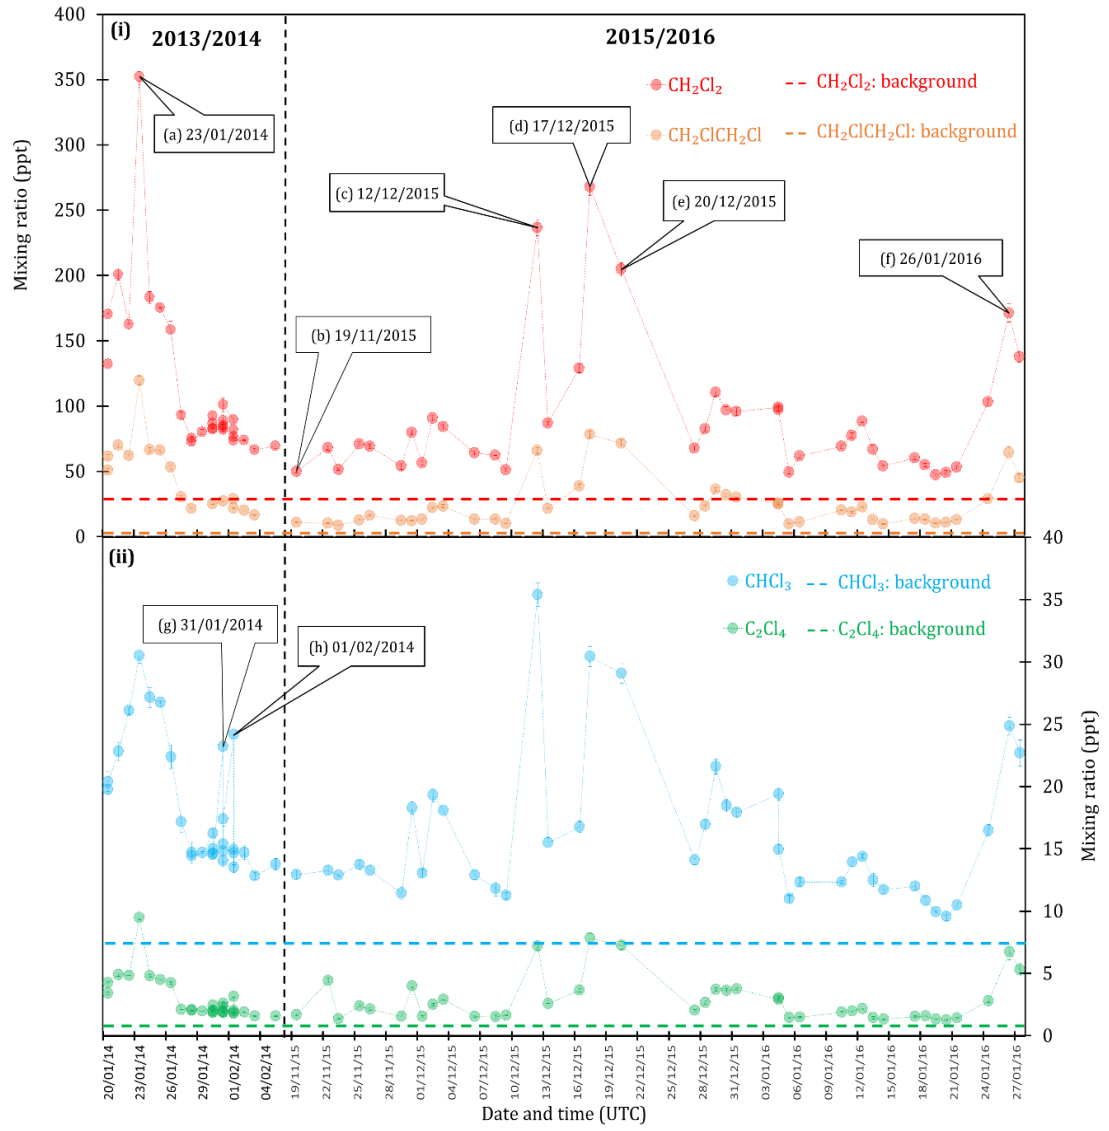 400
350
300
250
200
150
100
50
0
Mixing ratio (ppt)
(i)
2013/2014
2015/2016
CH₂Cl₂
CH₂Cl₂: background
CH₂ClCH₂Cl
CH₂ClCH₂Cl: background
(a) 23/01/2014
(b) 19/11/2015
(c) 12/12/2015
(d) 17/12/2015
(e) 20/12/2015
(f) 26/01/2016
(ii)
CHCl₃
CHCl₃: background
C₂Cl₄
C₂Cl₄: background
(g) 31/01/2014
(h) 01/02/2014
40
35
30
25
20
15
10
5
0
Mixing ratio (ppt)
20/01/14
23/01/14
26/01/14
29/01/14
01/02/14
04/02/14
19/11/15
22/11/15
25/11/15
28/11/15
01/12/15
04/12/15
07/12/15
10/12/15
13/12/15
16/12/15
19/12/15
22/12/15
25/12/15
28/12/15
31/12/15
03/01/16
06/01/16
09/01/16
12/01/16
15/01/16
18/01/16
21/01/16
24/01/16
27/01/16
Date and time (UTC)